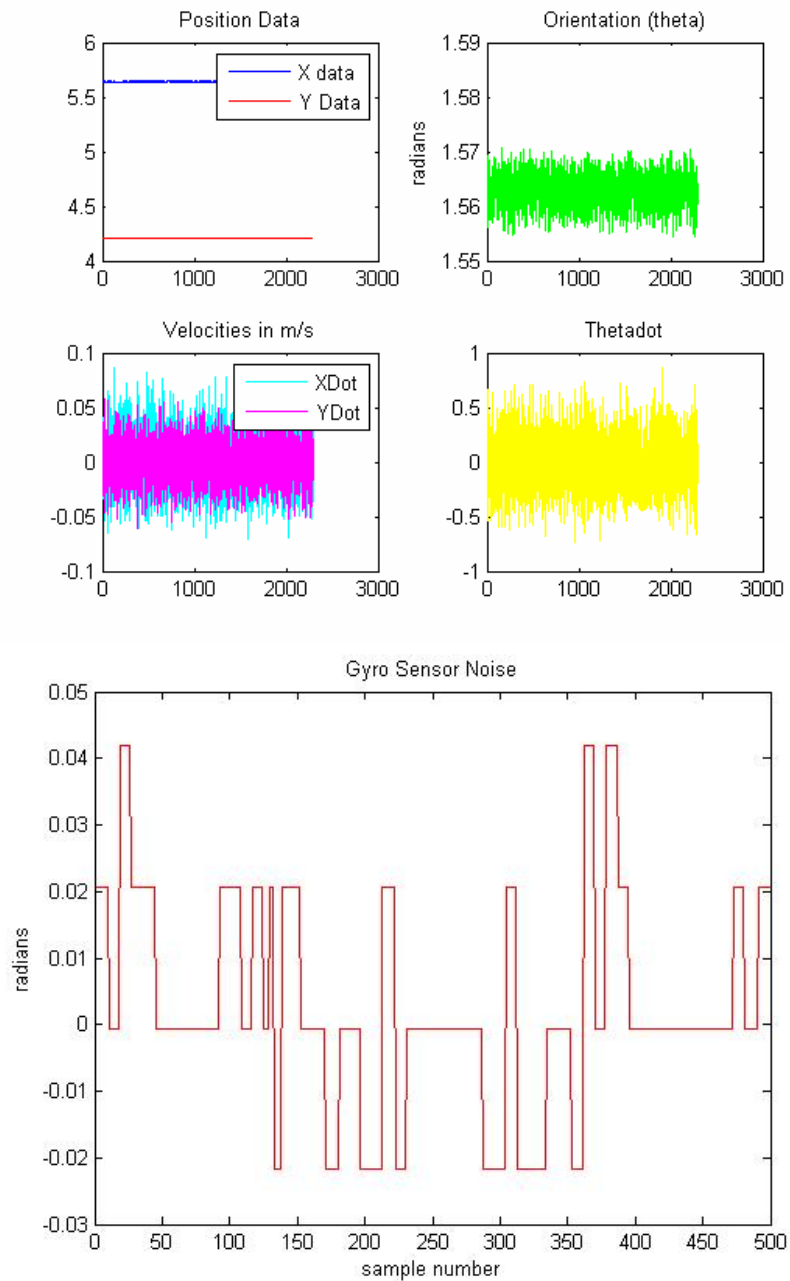 Position Data
6
5.5
5
4.5
4
0 1000 2000 3000
X data
Y Data
Orientation (theta)
radians
1.59
1.58
1.57
1.56
1.55
0 1000 2000 3000
Velocities in m/s
0.1
0.05
0
-0.05
-0.1
0 1000 2000 3000
XDot
YDot
Thetadot
1
0.5
0
-0.5
-1
0 1000 2000 3000
Gyro Sensor Noise
radians
0.05
0.04
0.03
0.02
0.01
0
-0.01
-0.02
-0.03
0 50 100 150 200 250 300 350 400 450 500
sample number